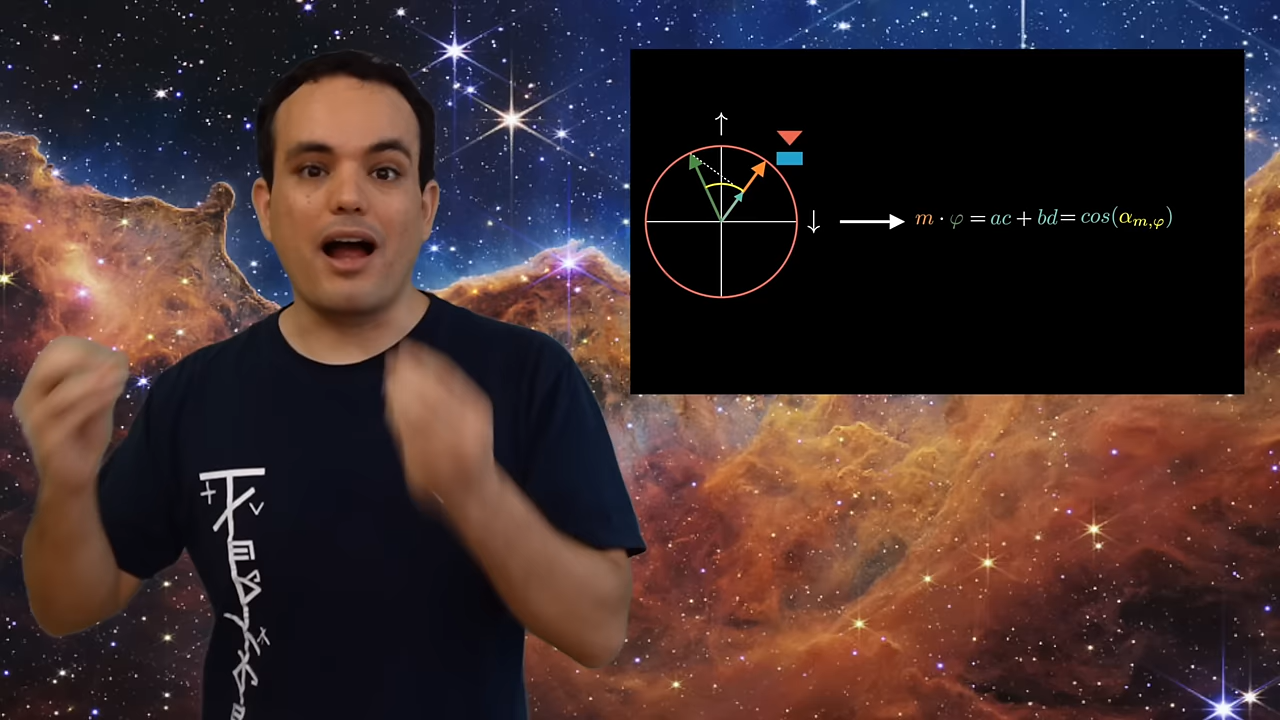 ↑
↓
m · φ = ac + bd = cos(α_{m,φ})